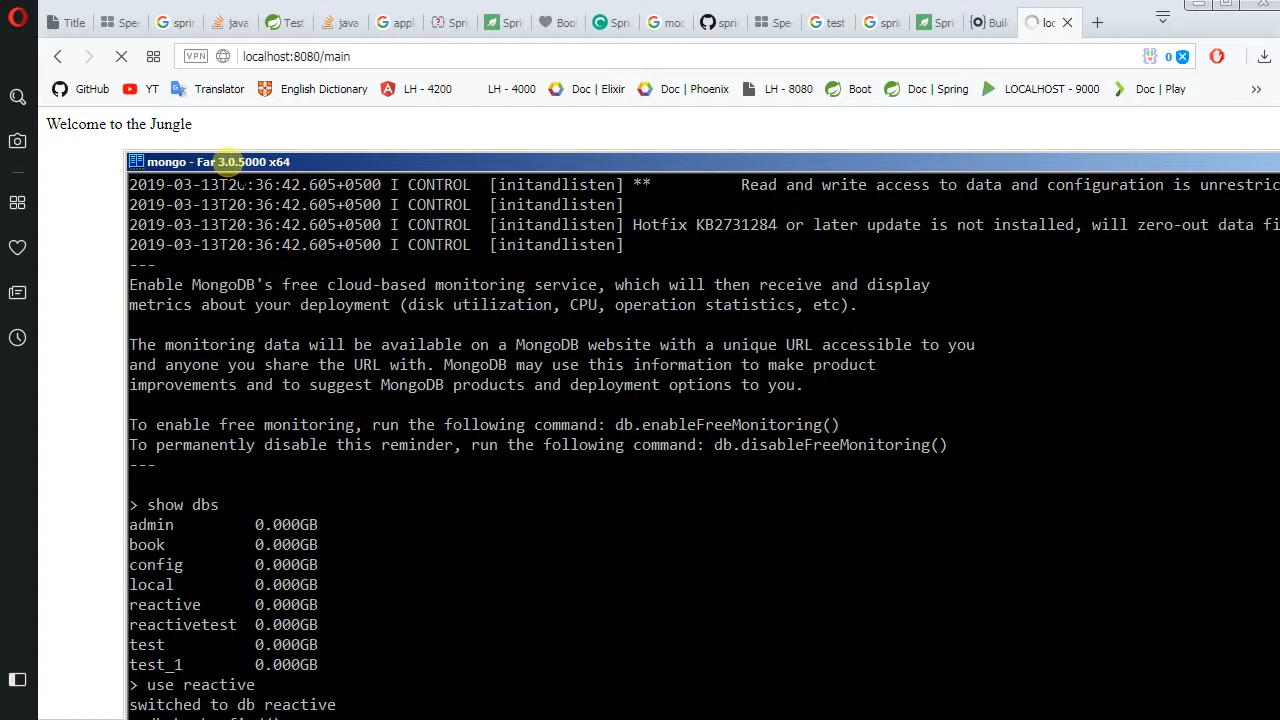 Title
Spe
sprin
java
Test
java
appl
Spri
Spri
Boo
Spri
moc
sprin
Spe
test
sprin
Spri
Buil
loc
VPN
localhost:8080/main
0
GitHub
YT
Translator
English Dictionary
LH - 4200
LH - 4000
Doc | Elixir
Doc | Phoenix
LH - 8080
Boot
Doc | Spring
LOCALHOST - 9000
Doc | Play
Welcome to the Jungle
mongo - Far 3.0.5000 x64
2019-03-13T20:36:42.605+0500 I CONTROL  [initandlisten] **          Read and write access to data and configuration is unrestric
2019-03-13T20:36:42.605+0500 I CONTROL  [initandlisten]
2019-03-13T20:36:42.605+0500 I CONTROL  [initandlisten] Hotfix KB2731284 or later update is not installed, will zero-out data fi
2019-03-13T20:36:42.605+0500 I CONTROL  [initandlisten]
---
Enable MongoDB's free cloud-based monitoring service, which will then receive and display
metrics about your deployment (disk utilization, CPU, operation statistics, etc).
The monitoring data will be available on a MongoDB website with a unique URL accessible to you
and anyone you share the URL with. MongoDB may use this information to make product
improvements and to suggest MongoDB products and deployment options to you.
To enable free monitoring, run the following command: db.enableFreeMonitoring()
To permanently disable this reminder, run the following command: db.disableFreeMonitoring()
---
> show dbs
admin         0.000GB
book          0.000GB
config        0.000GB
local         0.000GB
reactive      0.000GB
reactivetest  0.000GB
test          0.000GB
test_1        0.000GB
> use reactive
switched to db reactive